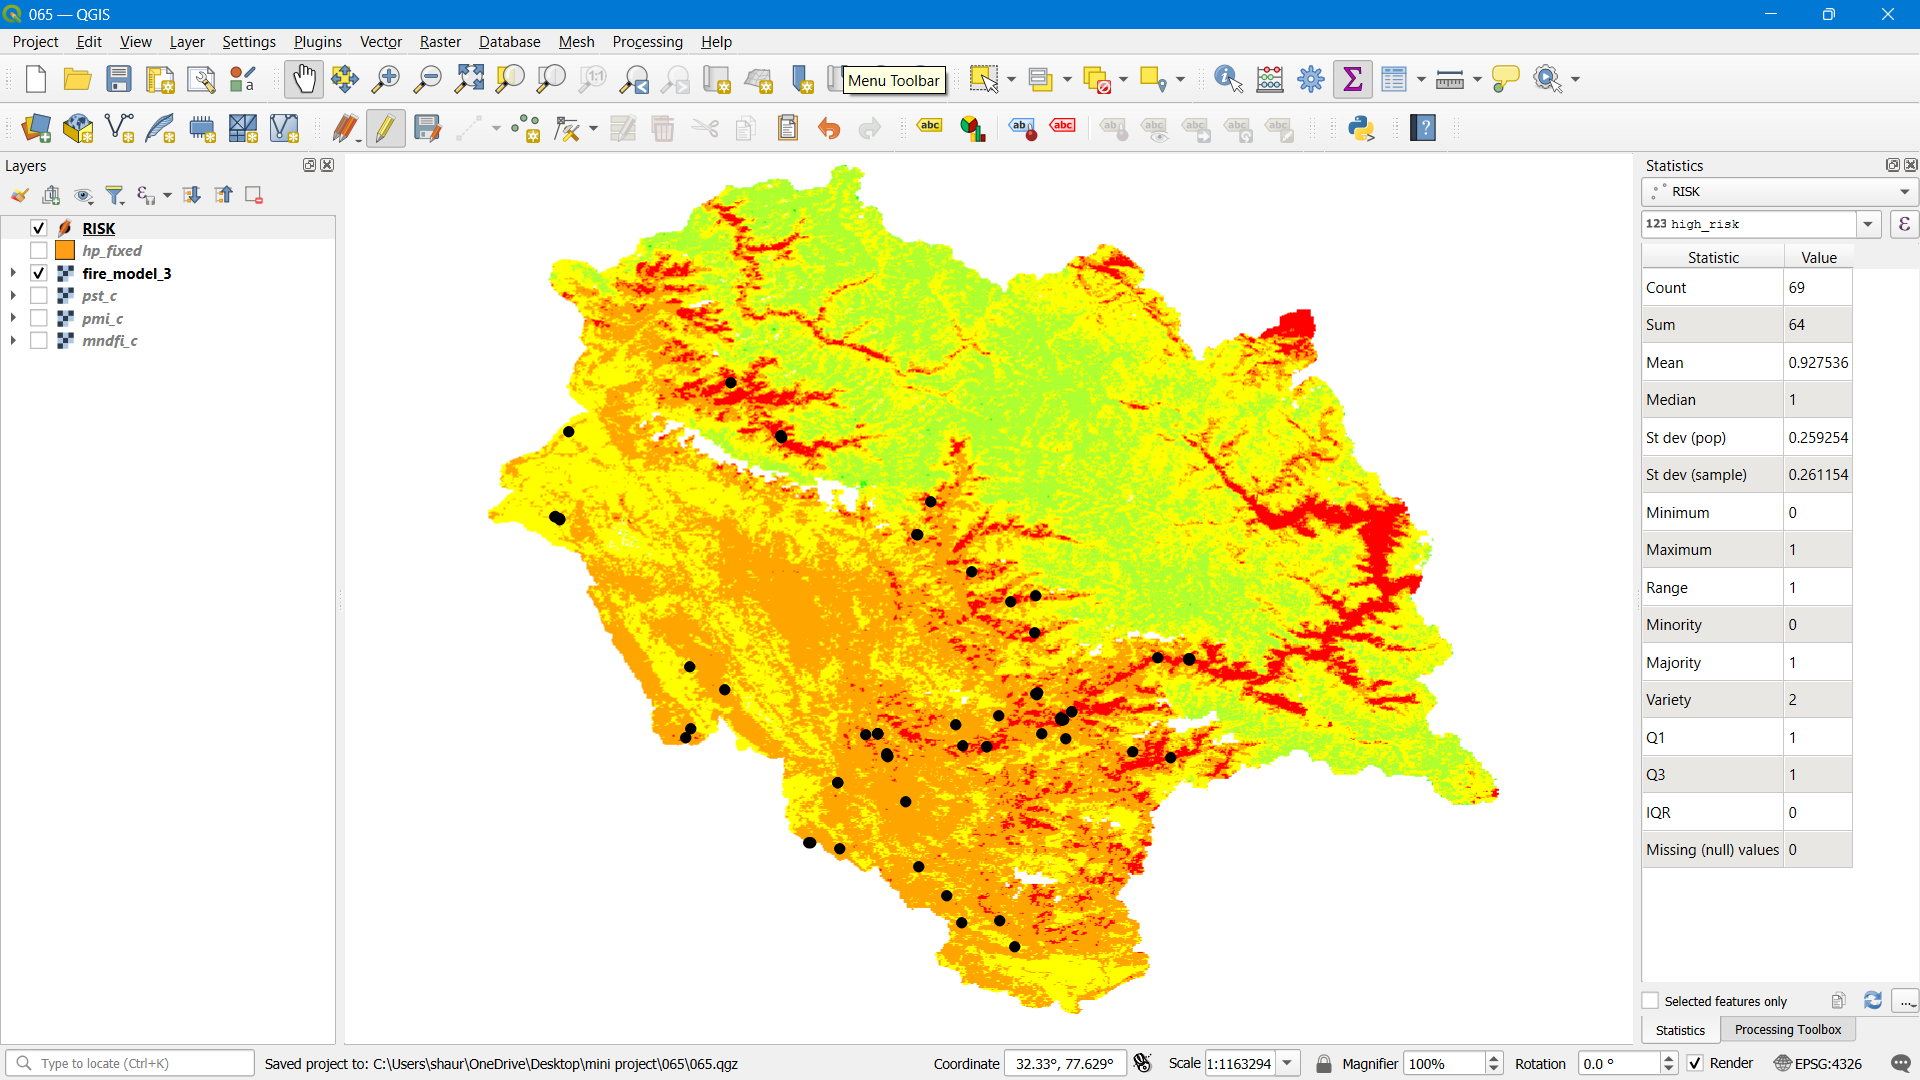 065 — QGIS
Project Edit View Layer Settings Plugins Vector Raster Database Mesh Processing Help
Menu Toolbar
Layers
RISK
hp_fixed
fire_model_3
pst_c
pmi_c
mndfi_c
Statistics
RISK
123 high_risk
Statistic Value
Count 69
Sum 64
Mean 0.927536
Median 1
St dev (pop) 0.259254
St dev (sample) 0.261154
Minimum 0
Maximum 1
Range 1
Minority 0
Majority 1
Variety 2
Q1 1
Q3 1
IQR 0
Missing (null) values 0
Selected features only
Statistics Processing Toolbox
Type to locate (Ctrl+K) Saved project to: C:\Users\shaur\OneDrive\Desktop\mini project\065\065.qgz Coordinate 32.33°, 77.629° Scale 1:1163294 Magnifier 100% Rotation 0.0 ° Render EPSG:4326